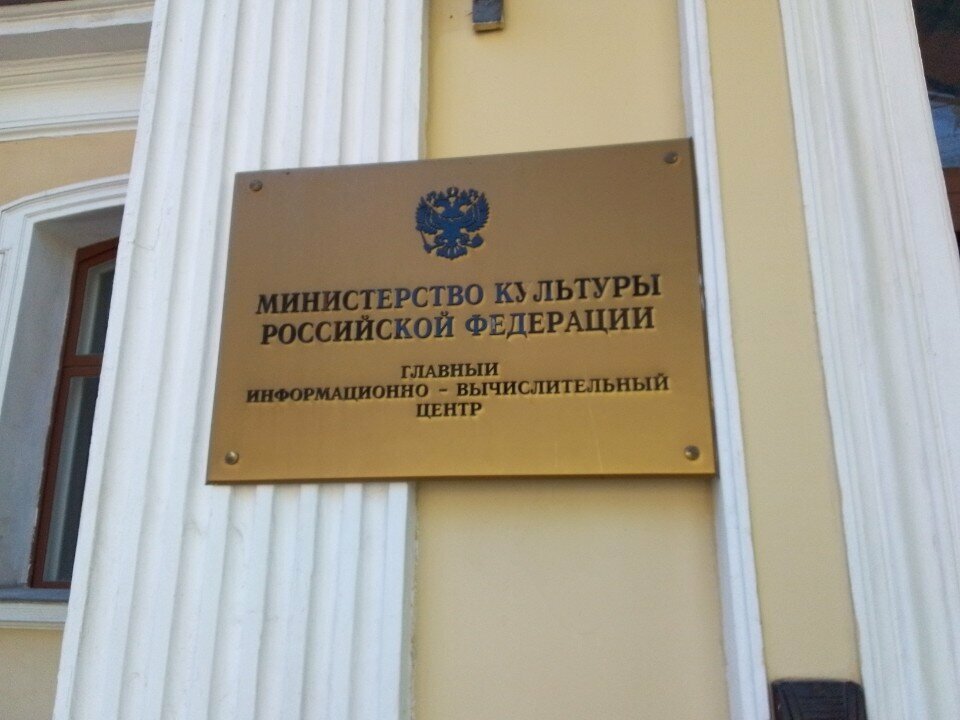 МИНИСТЕРСТВО КУЛЬТУРЫ
РОССИЙСКОЙ ФЕДЕРАЦИИ
ГЛАВНЫЙ
ИНФОРМАЦИОННО - ВЫЧИСЛИТЕЛЬНЫЙ
ЦЕНТР